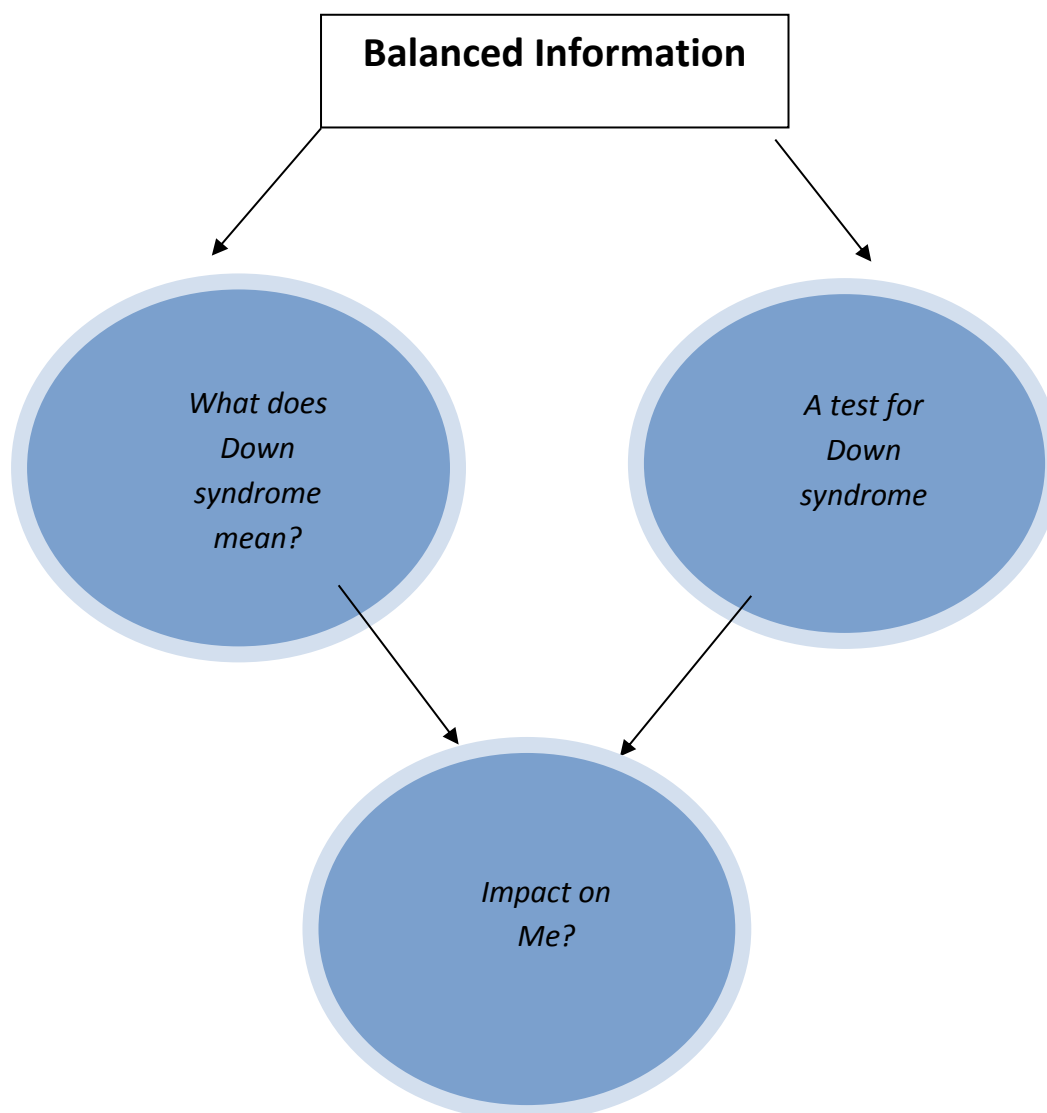 Balanced Information
What does
Down
syndrome
mean?
A test for
Down
syndrome
Impact on
Me?